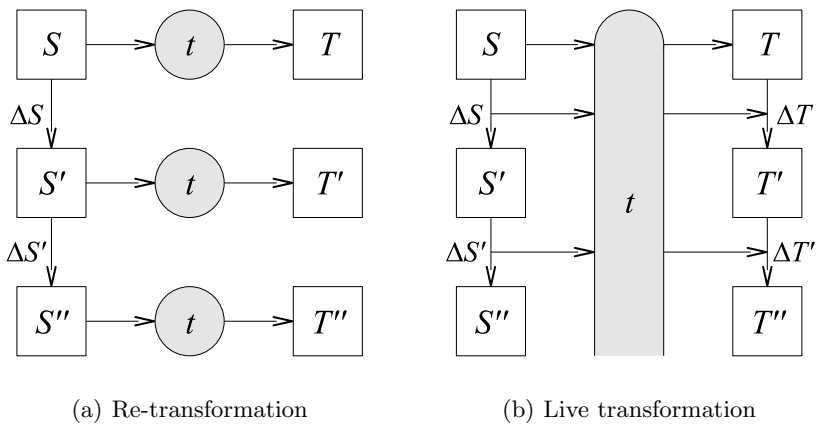 S t T S t T
ΔS ΔS ΔT
S′ t T′ S′ t T′
ΔS′ ΔS′ ΔT′
S″ t T″ S″ T″
(a) Re-transformation (b) Live transformation